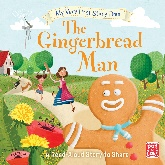 My Very First Story Time
The
Gingerbread
Man
A Read-Aloud Story to Share